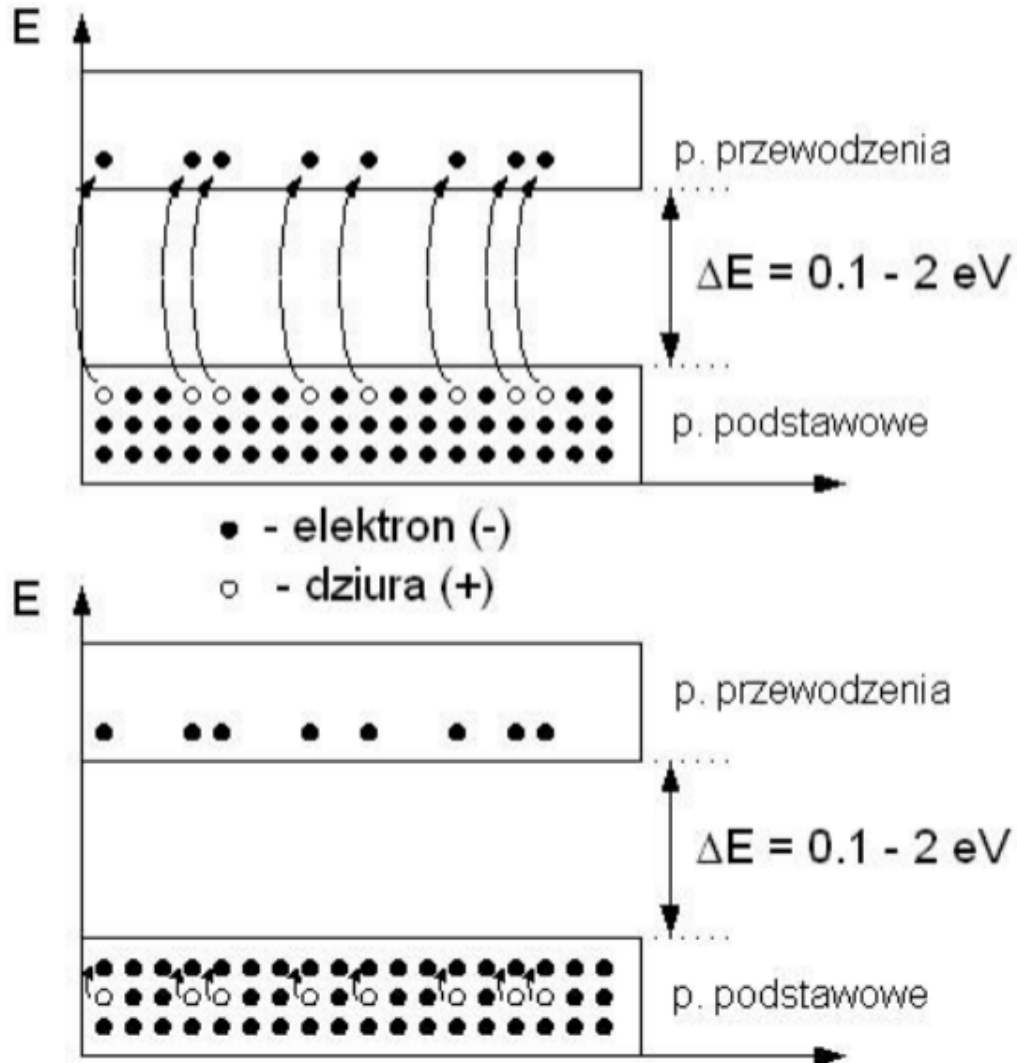 E
p. przewodzenia
ΔE = 0.1 - 2 eV
p. podstawowe
● - elektron (-)
○ - dziura (+)
E
p. przewodzenia
ΔE = 0.1 - 2 eV
p. podstawowe